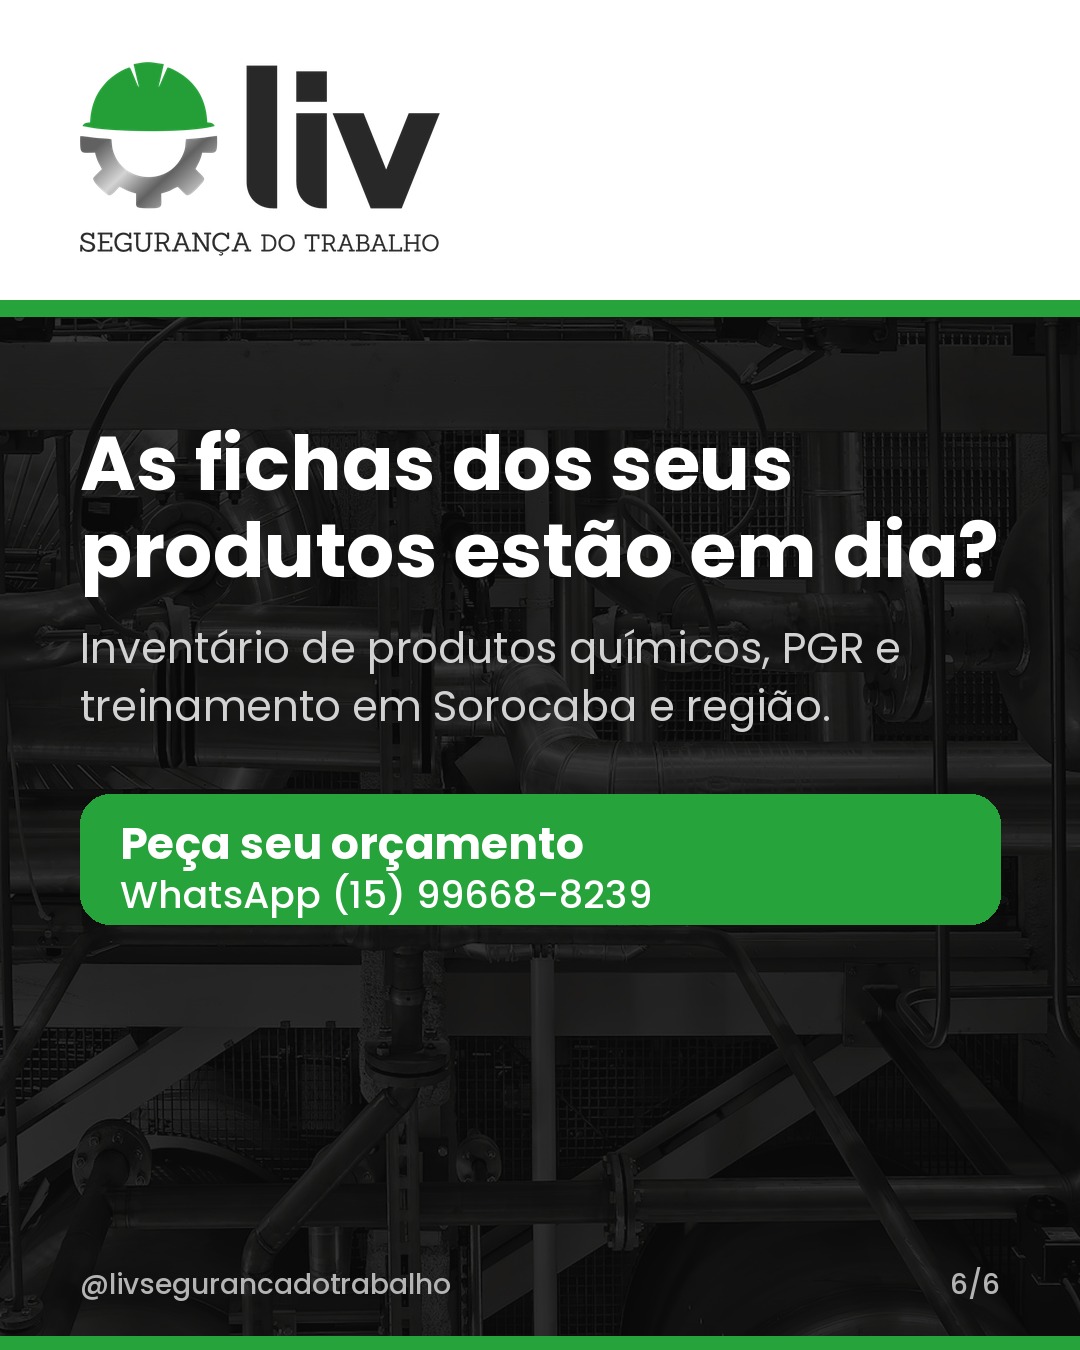 liv
SEGURANÇA DO TRABALHO
As fichas dos seus
produtos estão em dia?
Inventário de produtos químicos, PGR e
treinamento em Sorocaba e região.
Peça seu orçamento
WhatsApp (15) 99668-8239
@livsegurancadotrabalho
6/6